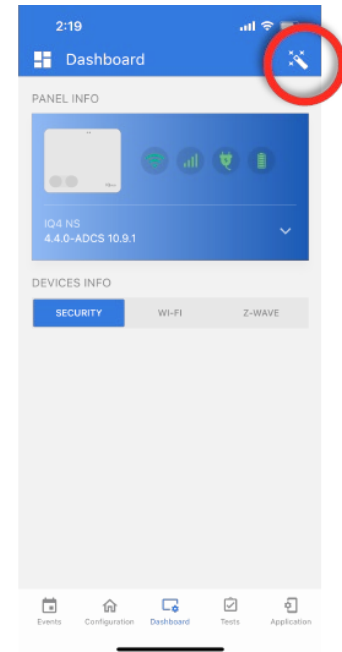 2:19
Dashboard
PANEL INFO
IQ4 NS
4.4.0-ADCS 10.9.1
DEVICES INFO
SECURITY WI-FI Z-WAVE
Events Configuration Dashboard Tests Application